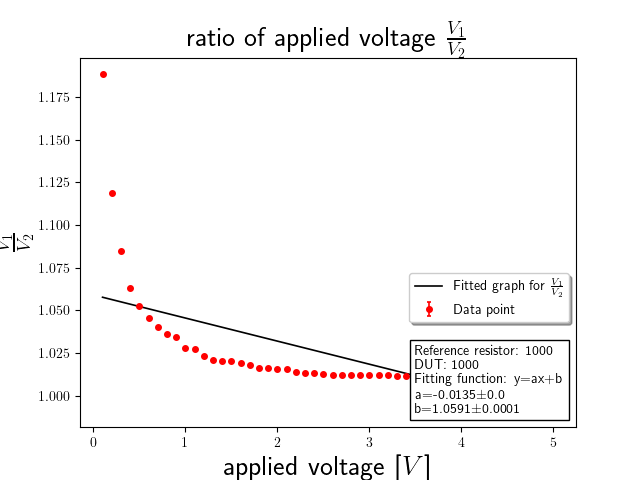 ratio of applied voltage V₁/V₂
1.175
1.150
1.125
1.100
1.075
1.050
1.025
1.000
V₁/V₂
Fitted graph for V₁/V₂
Data point
Reference resistor: 1000
DUT: 1000
Fitting function: y=ax+b
a=-0.0135±0.0
b=1.0591±0.0001
0 1 2 3 4 5
applied voltage [V]